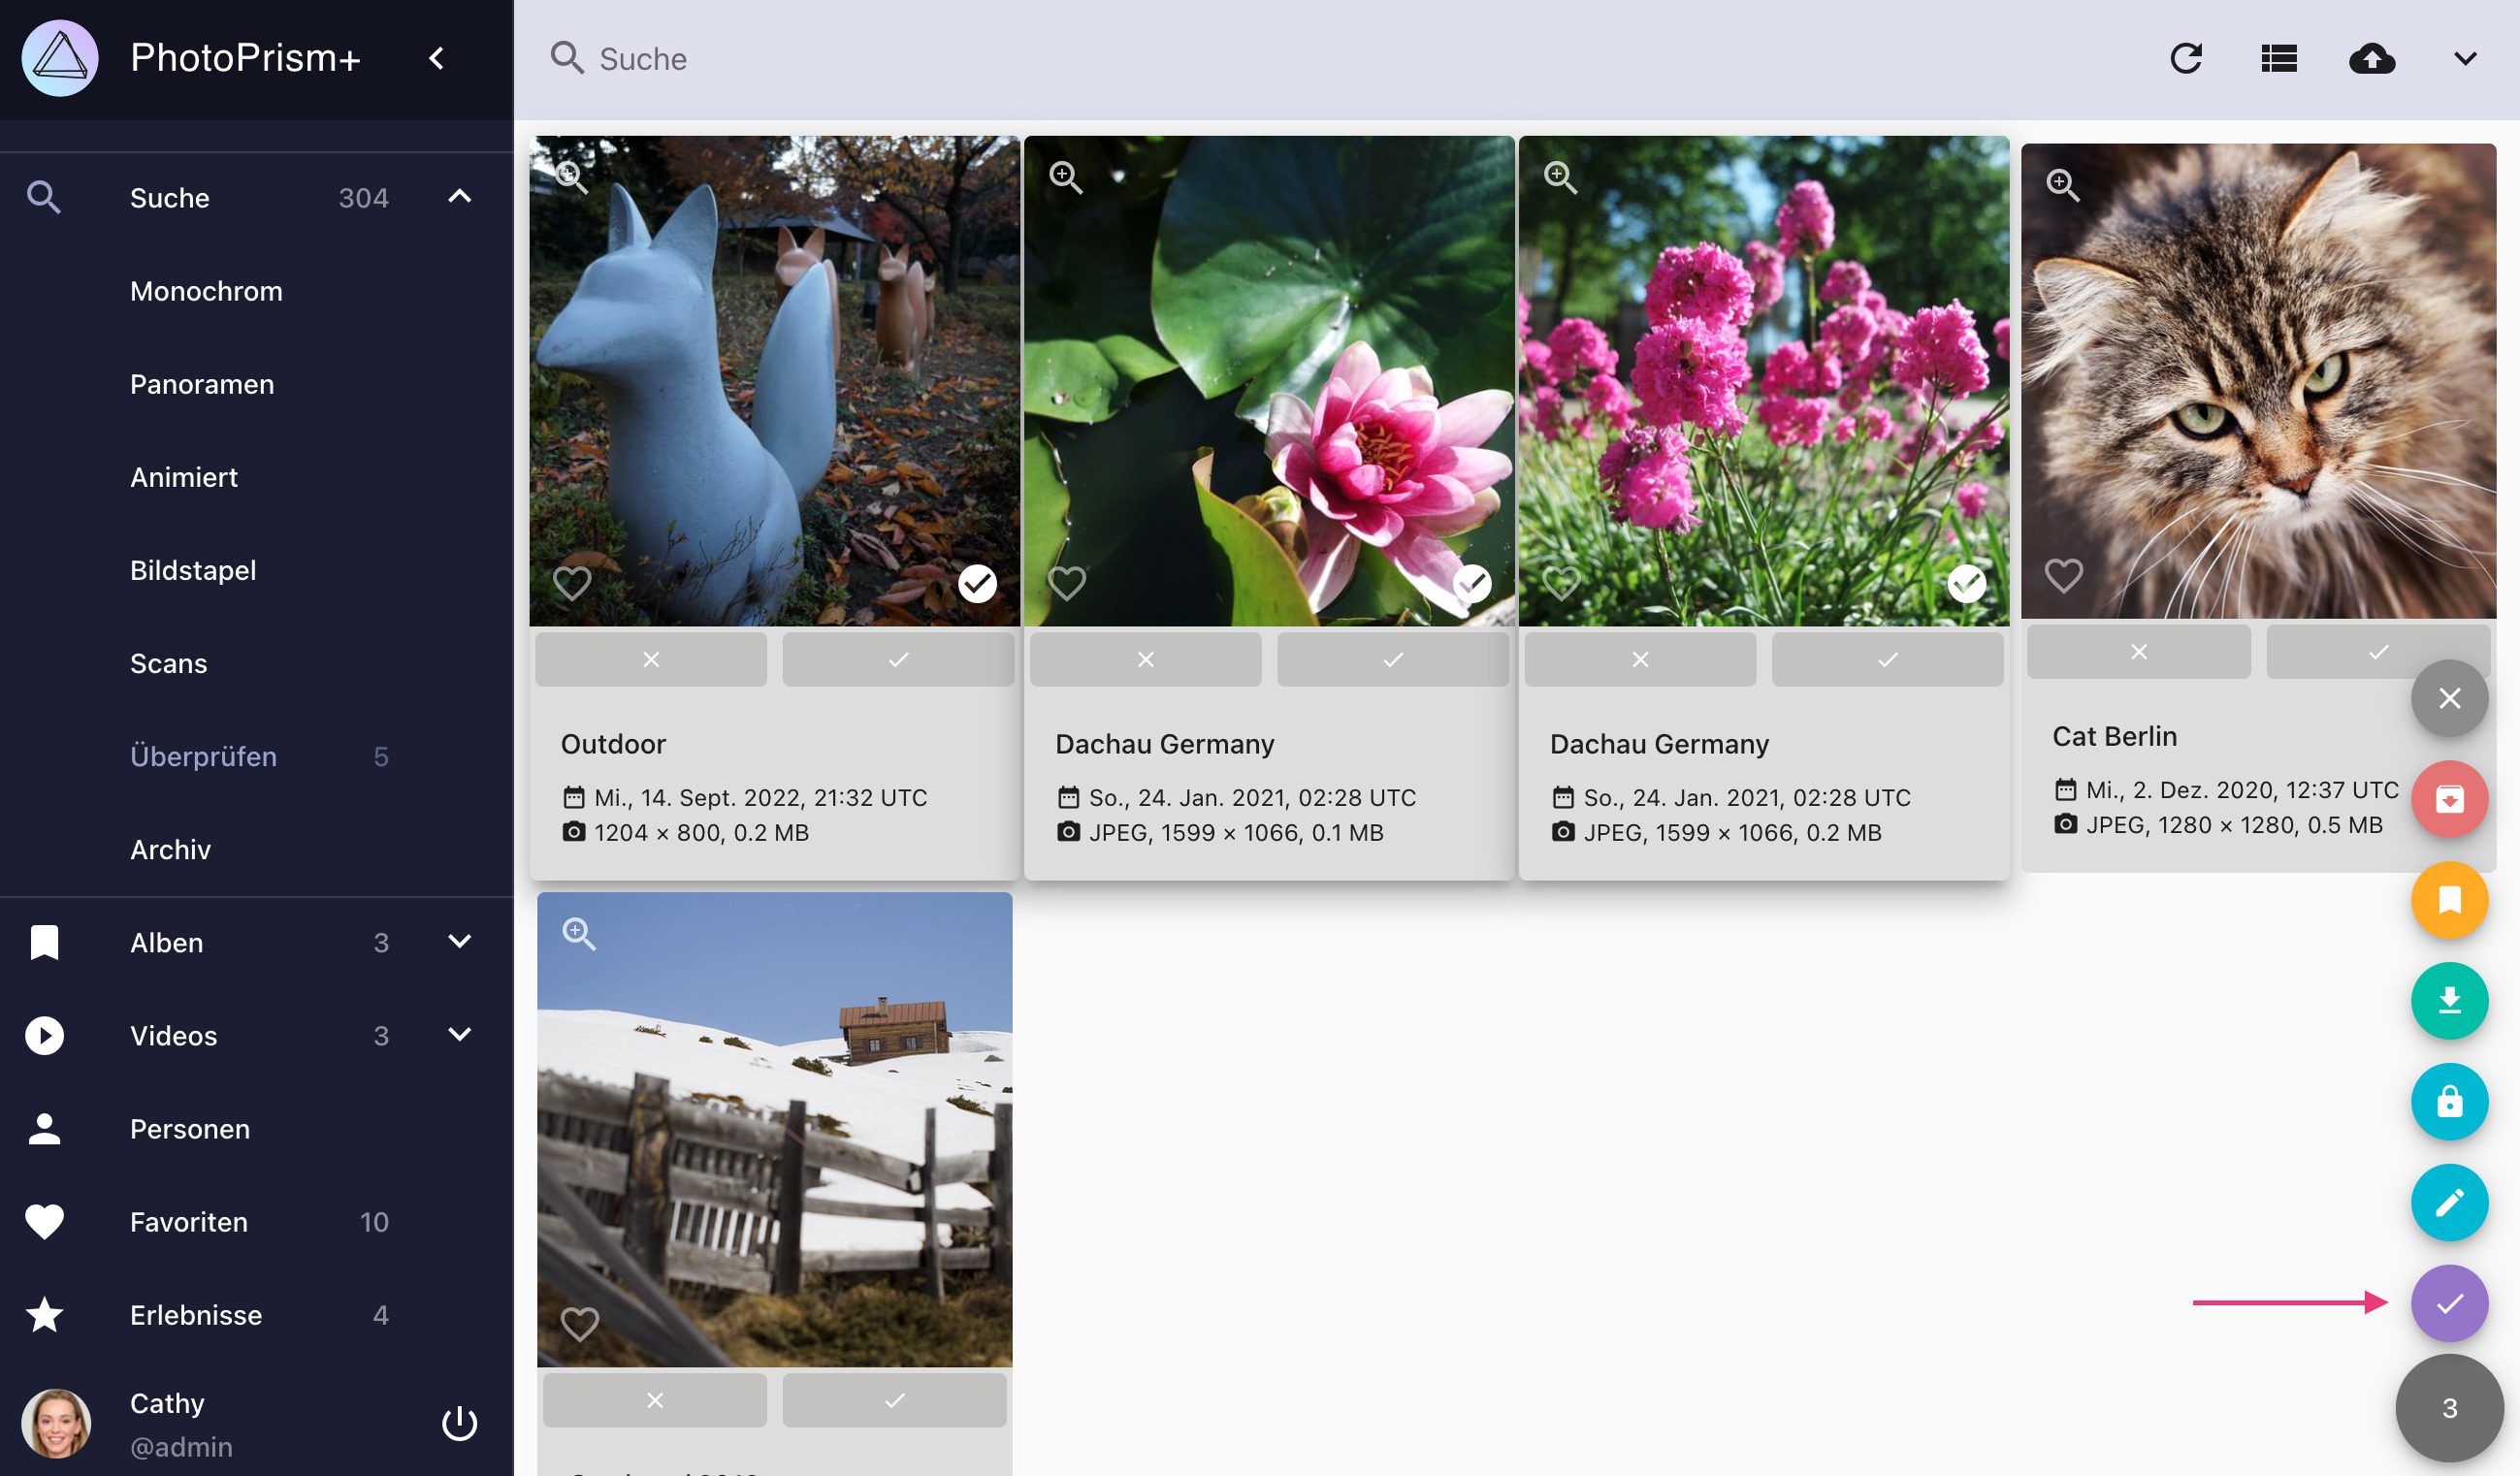 PhotoPrism+
Suche
Suche 304
Monochrom
Panoramen
Animiert
Bildstapel
Scans
Überprüfen 5
Archiv
Alben 3
Videos 3
Personen
Favoriten 10
Erlebnisse 4
Cathy
@admin
Outdoor
Mi., 14. Sept. 2022, 21:32 UTC
1204 × 800, 0.2 MB
Dachau Germany
So., 24. Jan. 2021, 02:28 UTC
JPEG, 1599 × 1066, 0.1 MB
Dachau Germany
So., 24. Jan. 2021, 02:28 UTC
JPEG, 1599 × 1066, 0.2 MB
Cat Berlin
Mi., 2. Dez. 2020, 12:37 UTC
JPEG, 1280 × 1280, 0.5 MB
3